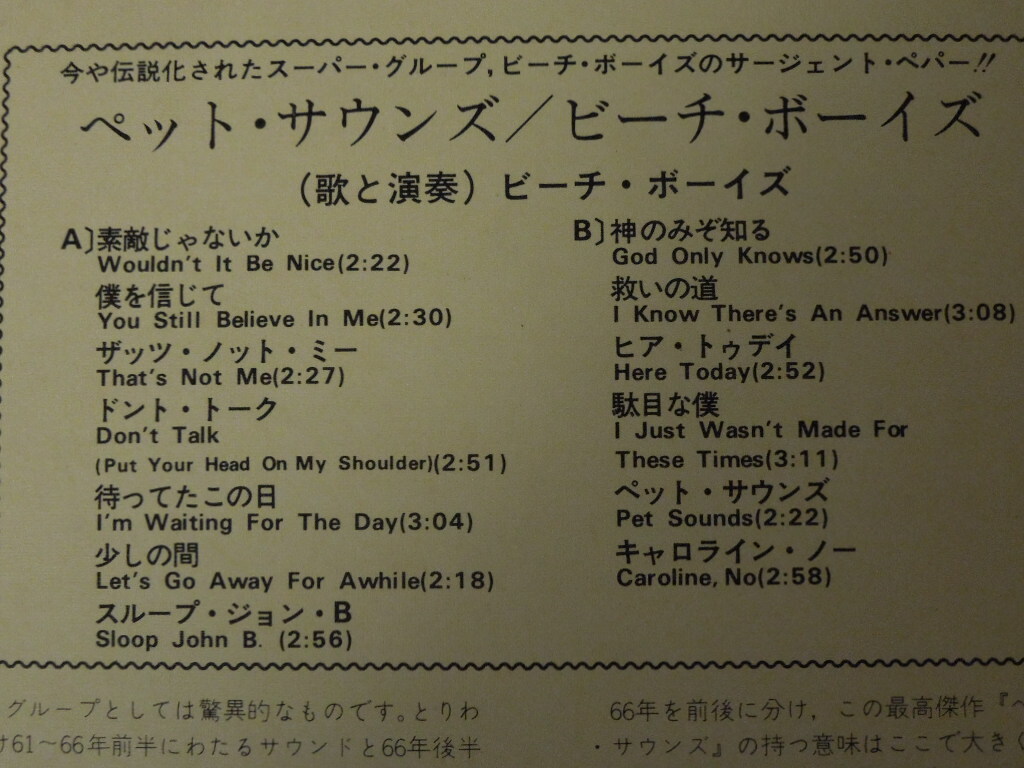 今や伝説化されたスーパー・グループ,ビーチ・ボーイズのサージェント・ペパー!!
ペット・サウンズ／ビーチ・ボーイズ
（歌と演奏）ビーチ・ボーイズ
A〕素敵じゃないか
Wouldn't It Be Nice(2:22)
僕を信じて
You Still Believe In Me(2:30)
ザッツ・ノット・ミー
That's Not Me(2:27)
ドント・トーク
Don't Talk
(Put Your Head On My Shoulder)(2:51)
待ってたこの日
I'm Waiting For The Day(3:04)
少しの間
Let's Go Away For Awhile(2:18)
スループ・ジョン・B
Sloop John B. (2:56)
B〕神のみぞ知る
God Only Knows(2:50)
救いの道
I Know There's An Answer(3:08)
ヒア・トゥデイ
Here Today(2:52)
駄目な僕
I Just Wasn't Made For
These Times(3:11)
ペット・サウンズ
Pet Sounds(2:22)
キャロライン・ノー
Caroline, No(2:58)
グループとしては驚異的なものです。とりわ
け61～66年前半にわたるサウンドと66年後半
66年を前後に分け，この最高傑作『ペ
・サウンズ』の持つ意味はここで大き